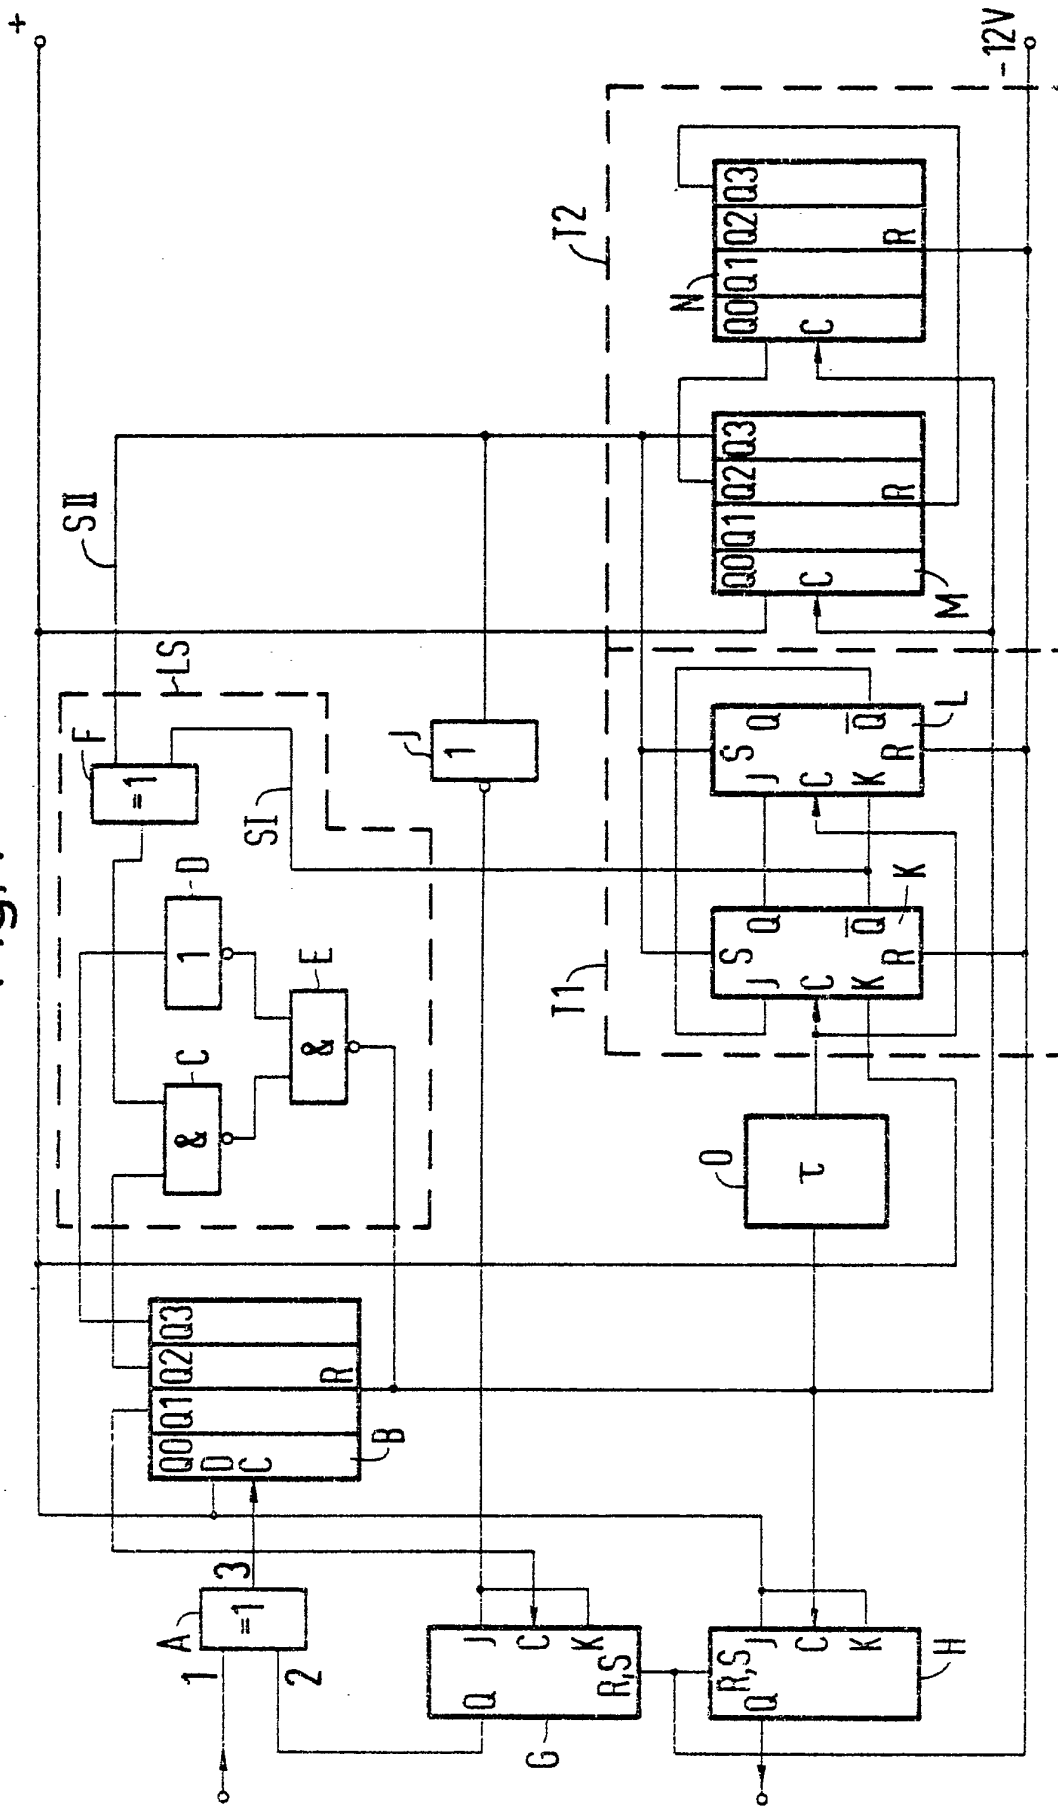 +
-12V
SII
LS
F
=1
SI
D
1
C
&
E
&
J
1
Q0 Q1 Q2 Q3
D
C
R
B
A
=1
1
2
3
G
Q
J
C
K
R,S
H
R,S
Q
J
C
K
O
τ
T1
S
J
Q
C
K
Q̅
R
K
S
J
Q
C
K
Q̅
R
L
T2
Q0 Q1 Q2 Q3
C
R
M
Q0 Q1 Q2 Q3
C
R
N